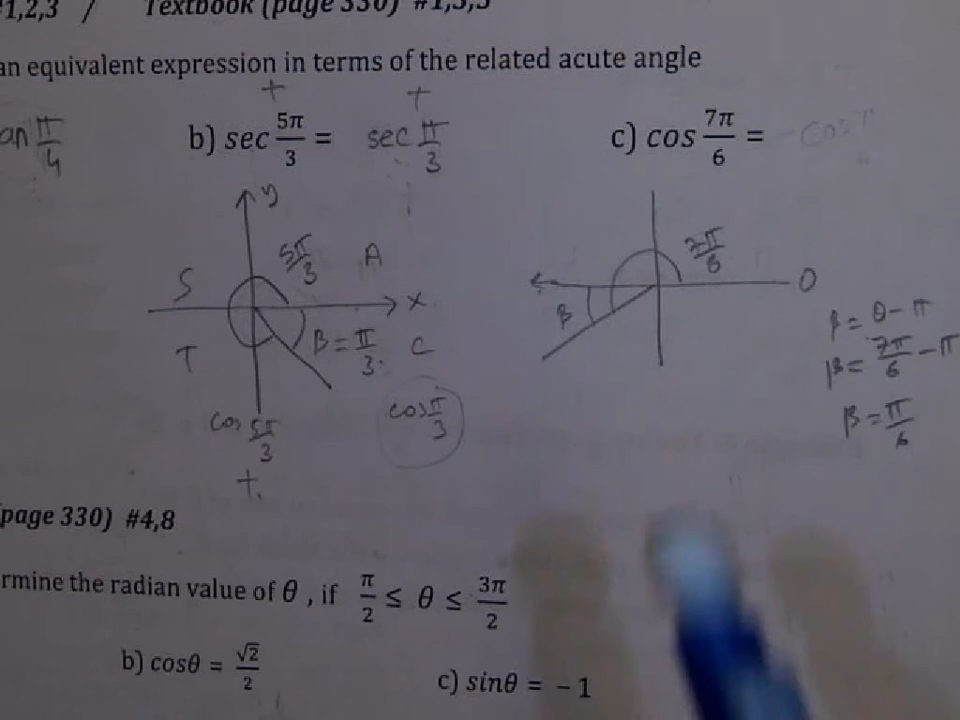 #1,2,3 / Textbook (page 330) #1,3,5
an equivalent expression in terms of the related acute angle
+ +
an π/4 b) sec 5π/3 = sec π/3 c) cos 7π/6 = - cos π
y
S 5π/3 A
x
T β = π/3 C
cos 5π/3 cos π/3
+
7π/6
0
β
β = θ - π
β = 7π/6 - π
β = π/6
(page 330) #4,8
rmine the radian value of θ , if π/2 ≤ θ ≤ 3π/2
b) cosθ = √2/2 c) sinθ = - 1